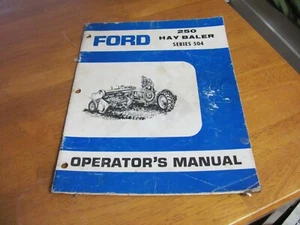 FORD
250
HAY BALER
SERIES 504
OPERATOR'S MANUAL